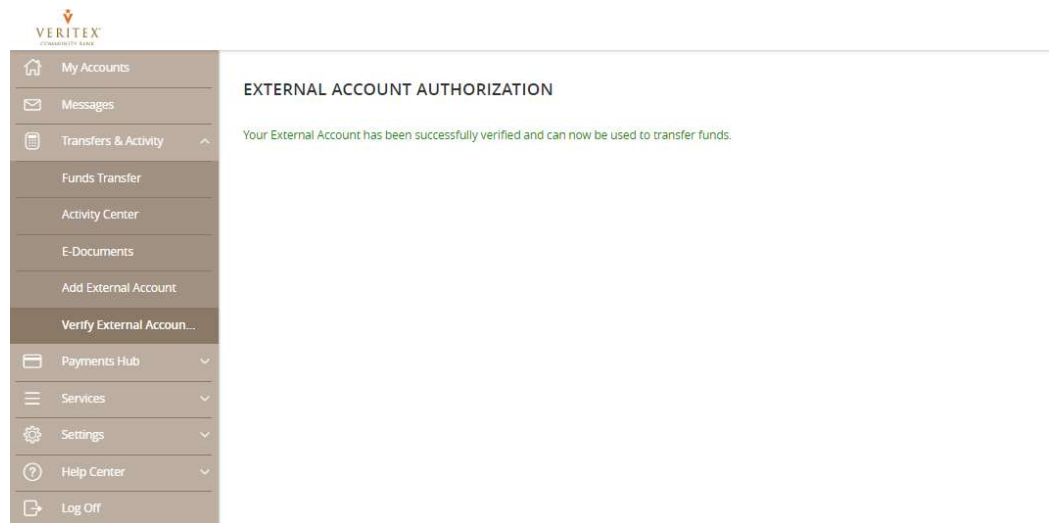 VERITEX
COMMUNITY BANK
My Accounts
Messages
Transfers & Activity
Funds Transfer
Activity Center
E-Documents
Add External Account
Verify External Accoun...
Payments Hub
Services
Settings
Help Center
Log Off
EXTERNAL ACCOUNT AUTHORIZATION
Your External Account has been successfully verified and can now be used to transfer funds.